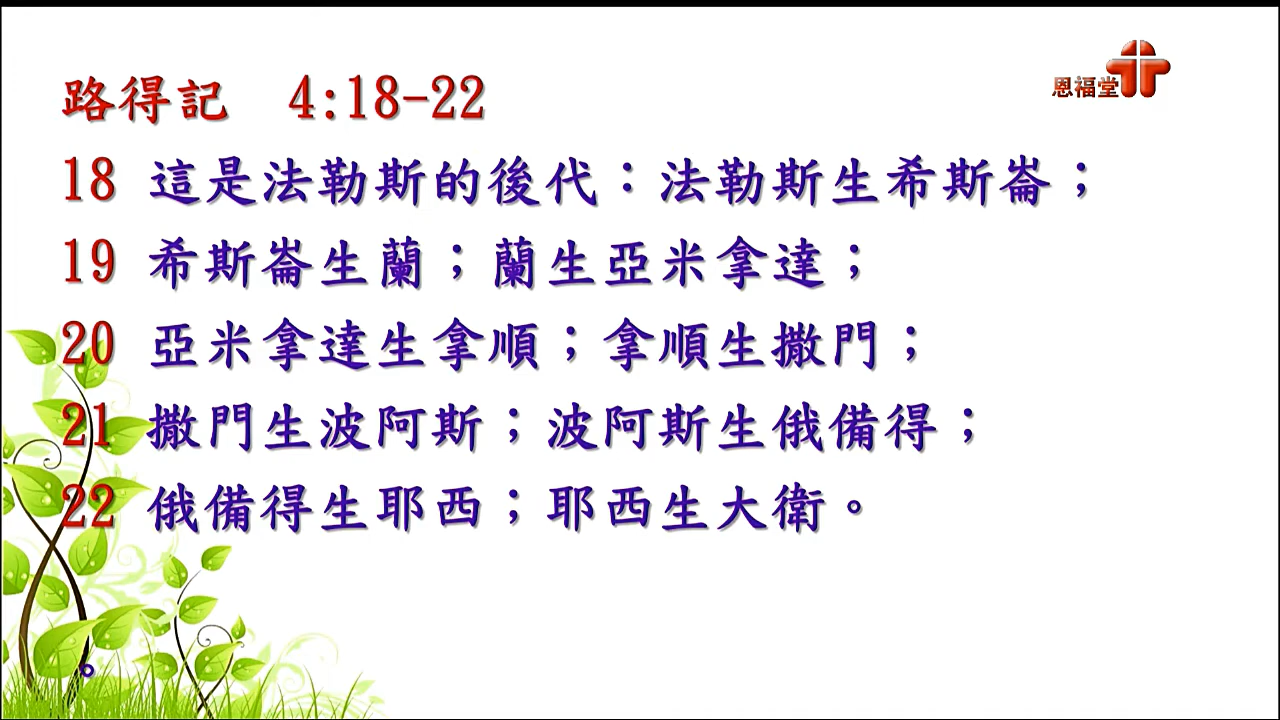 恩福堂
路得記 4:18-22
18 這是法勒斯的後代：法勒斯生希斯崙；
19 希斯崙生蘭；蘭生亞米拿達；
20 亞米拿達生拿順；拿順生撒門；
21 撒門生波阿斯；波阿斯生俄備得；
22 俄備得生耶西；耶西生大衛。
。